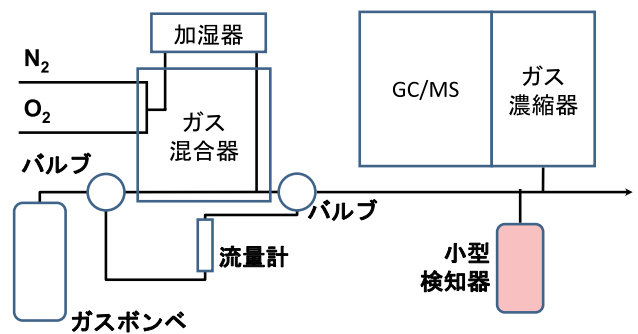 加湿器
N2
O2
ガス
混合器
GC/MS
ガス
濃縮器
バルブ
バルブ
流量計
小型
検知器
ガスボンベ